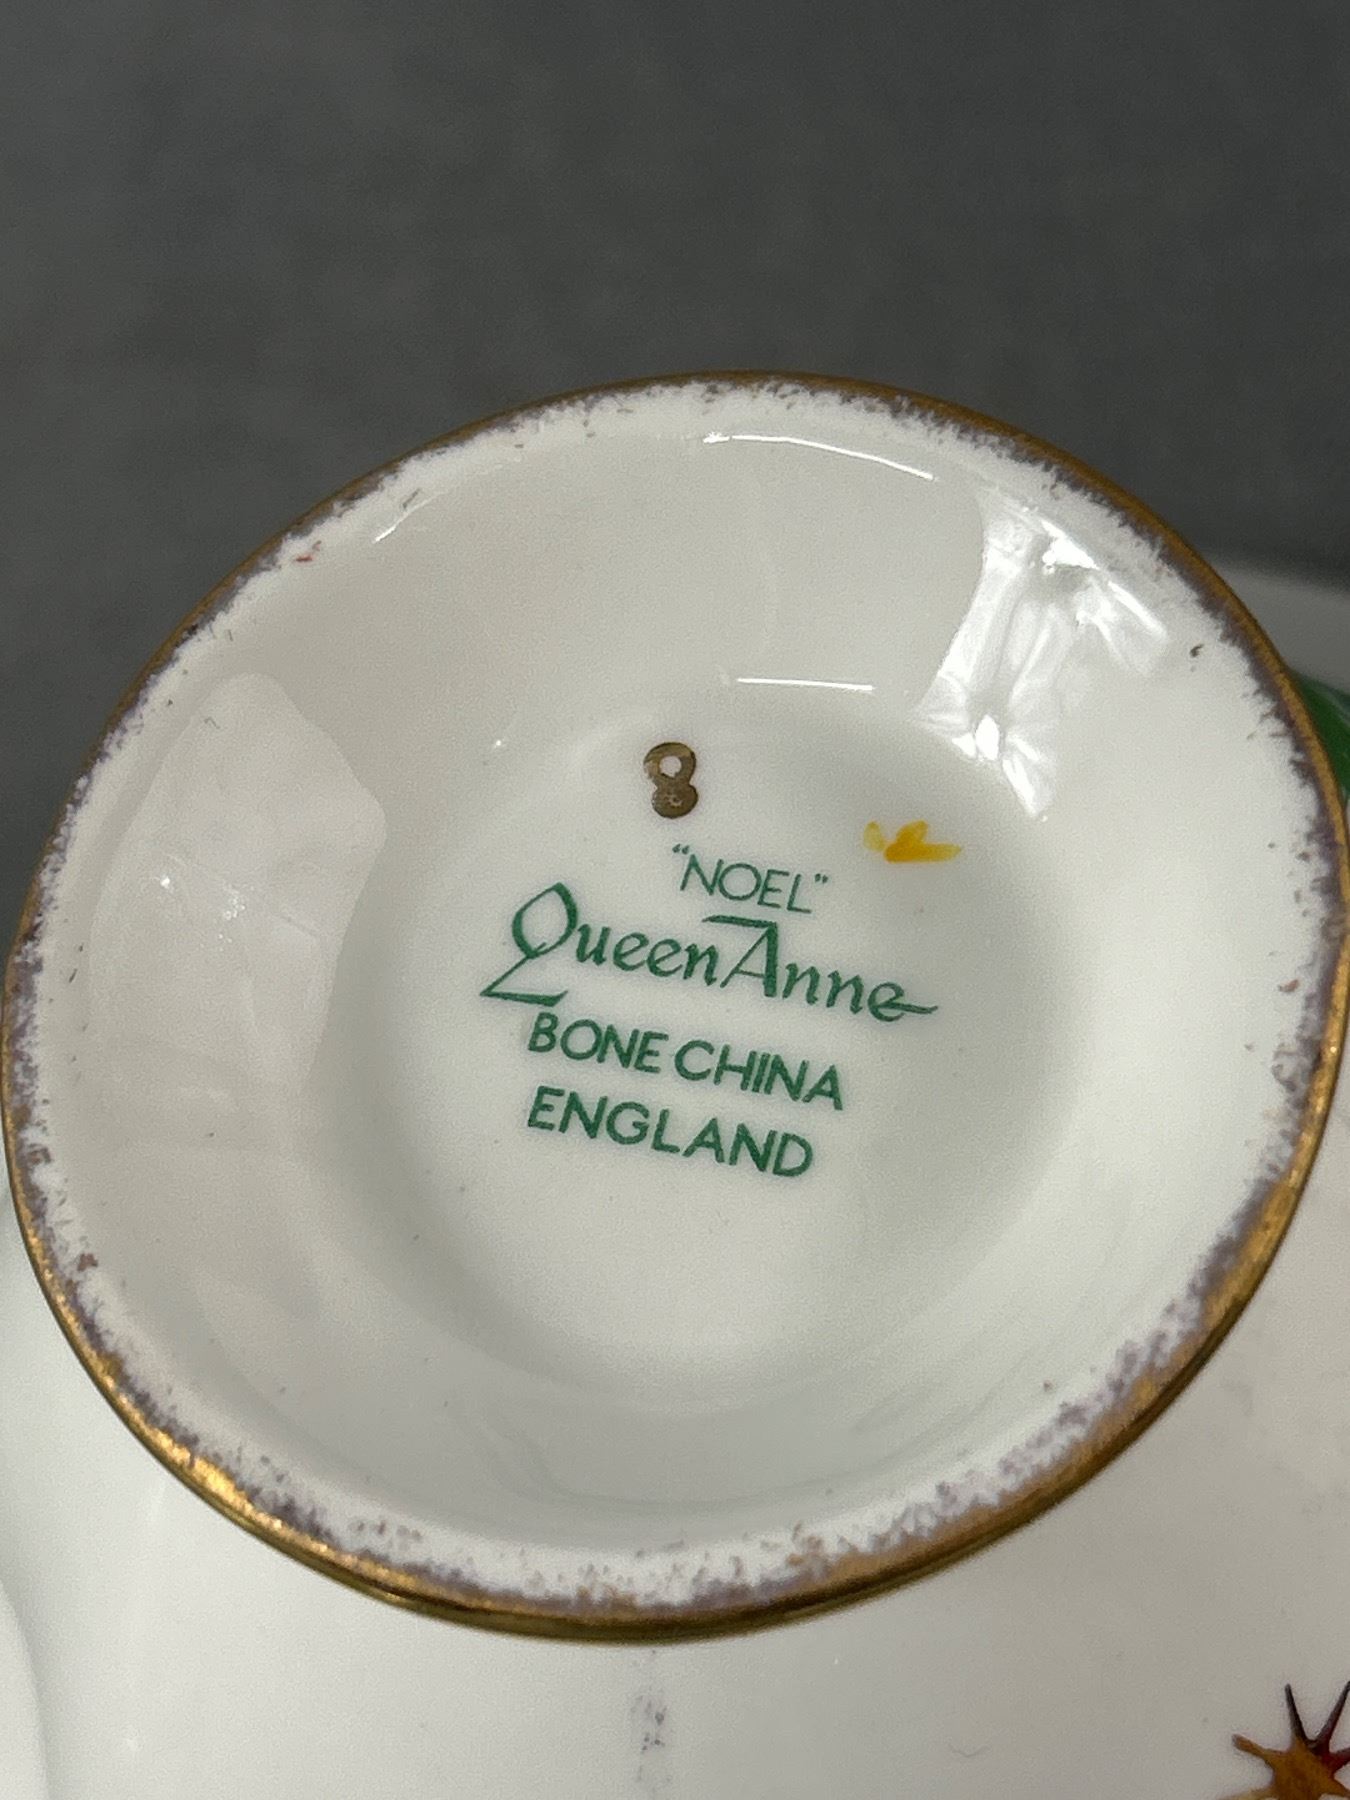 8
"NOEL"
Queen Anne
BONE CHINA
ENGLAND